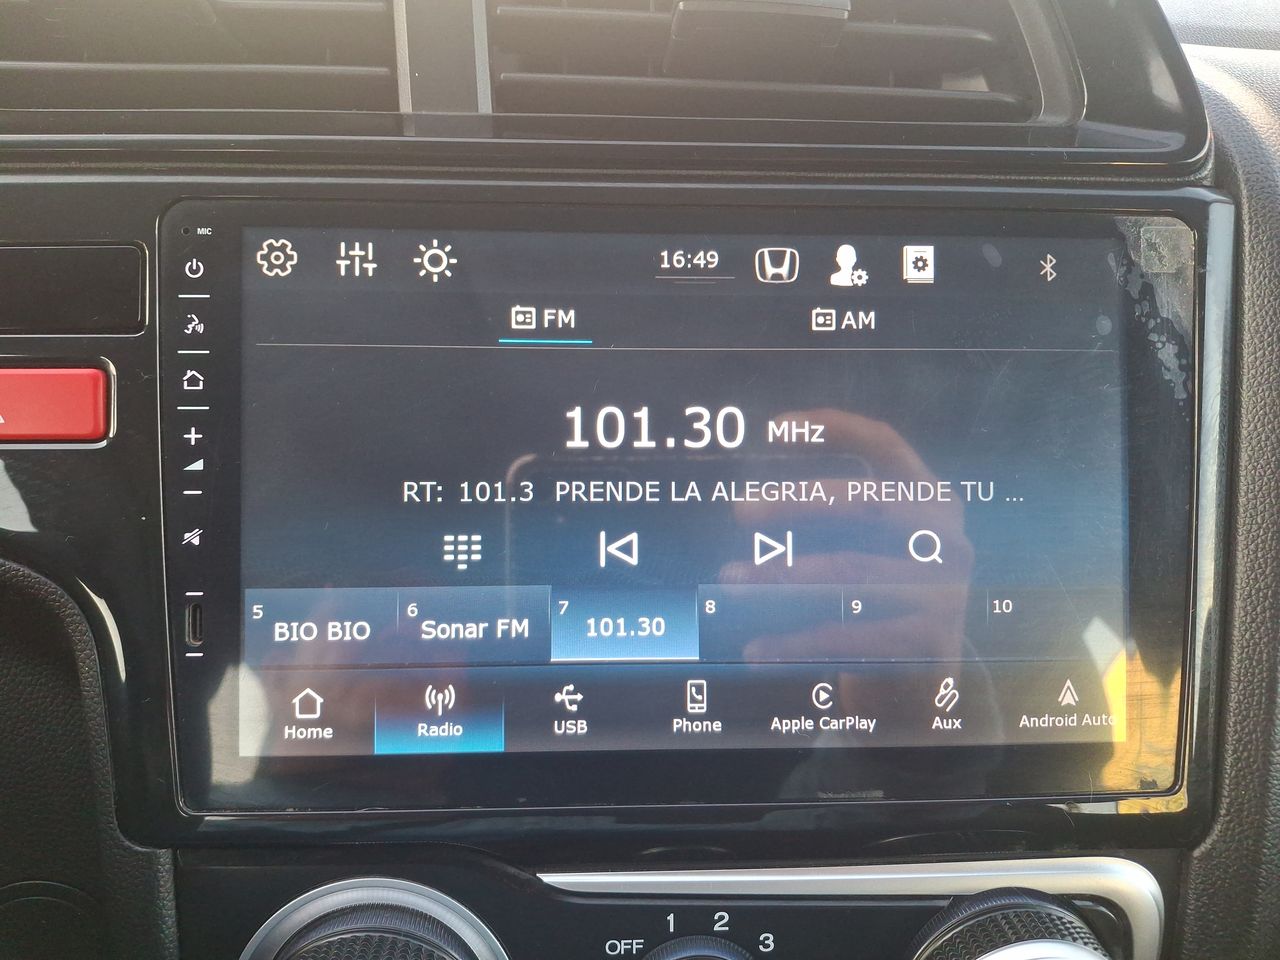 MIC
16:49
FM
AM
101.30 MHz
RT: 101.3 PRENDE LA ALEGRIA, PRENDE TU ...
5 BIO BIO
6 Sonar FM
7 101.30
8
9
10
Home
Radio
USB
Phone
Apple CarPlay
Aux
Android Auto
OFF 1 2 3